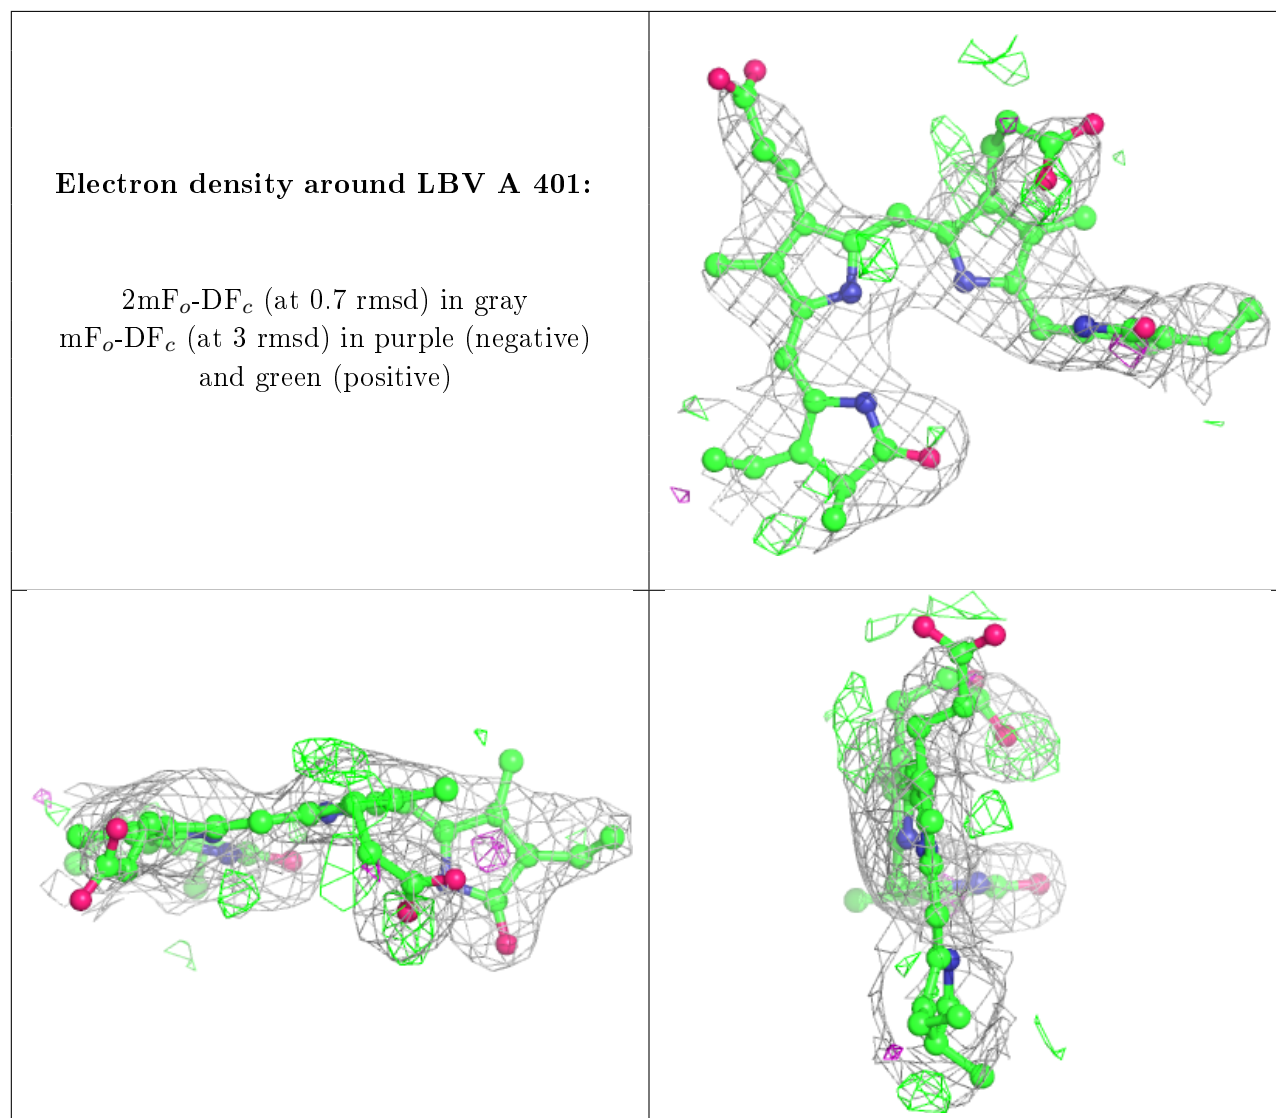 Electron density around LBV A 401:
2mFo-DFc (at 0.7 rmsd) in gray
mFo-DFc (at 3 rmsd) in purple (negative)
and green (positive)